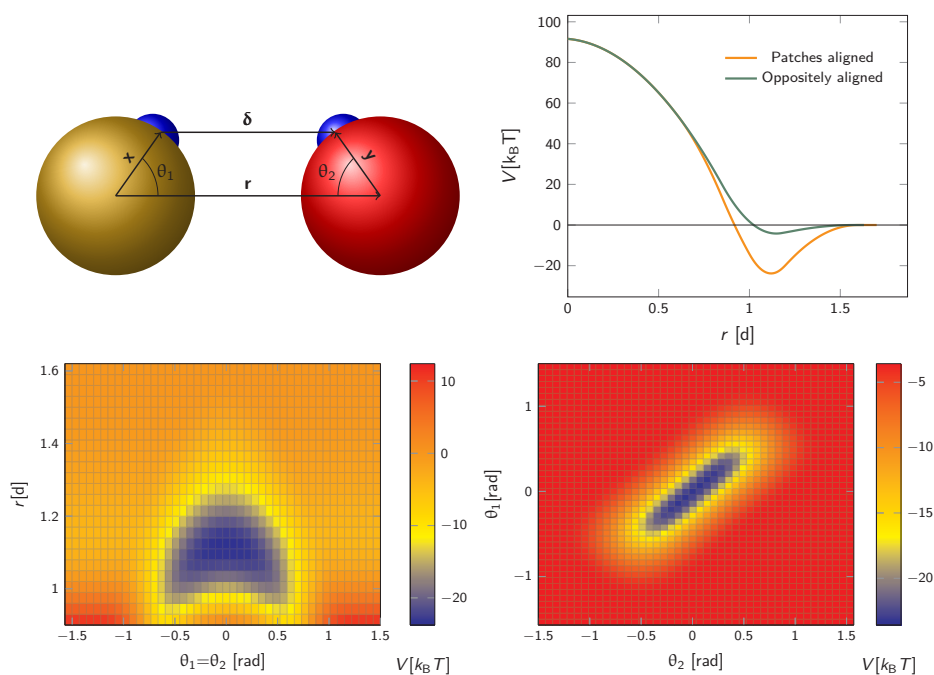 δ
x
y
θ1
θ2
r
100
80
60
40
20
0
−20
V[kBT]
Patches aligned
Oppositely aligned
0
0.5
1
1.5
r [d]
1.6
1.4
1.2
1
r[d]
−1.5
−1
−0.5
0
0.5
1
1.5
θ1=θ2 [rad]
10
0
−10
−20
V[kBT]
1
0
−1
θ1[rad]
−1.5
−1
−0.5
0
0.5
1
1.5
θ2 [rad]
−5
−10
−15
−20
V[kBT]